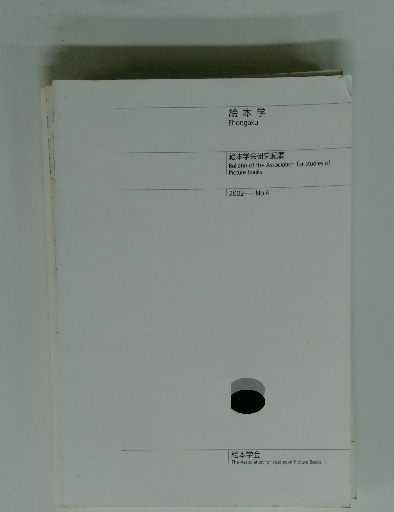 絵本学
Ehongaku
絵本学会研究紀要
Bulletin of the Association for Studies of
Picture Books
2002— No.4
絵本学会
The Association for Studies of Picture Books